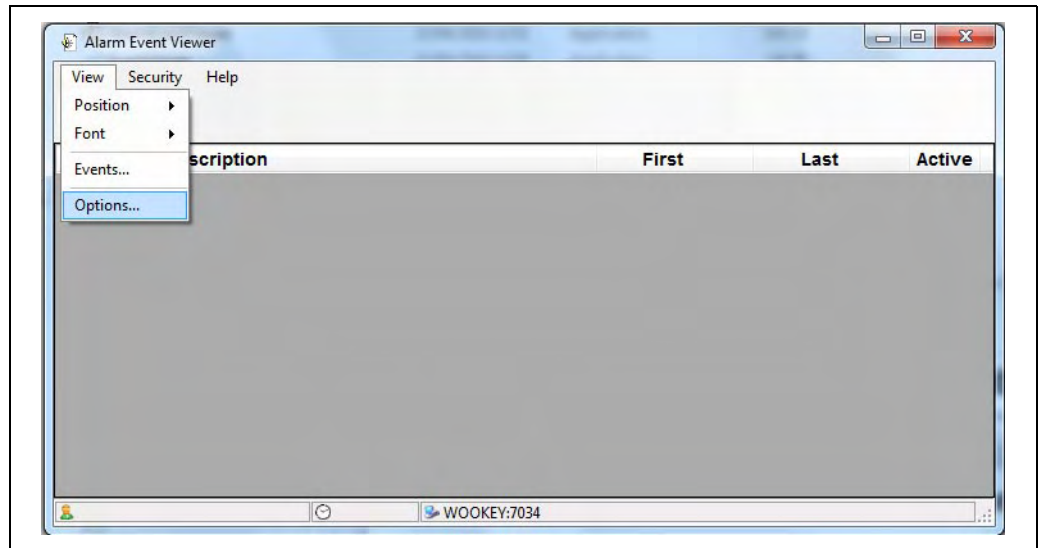 Alarm Event Viewer
View Security Help
Position
Font
scription First Last Active
Events...
Options...
WOOKEY:7034